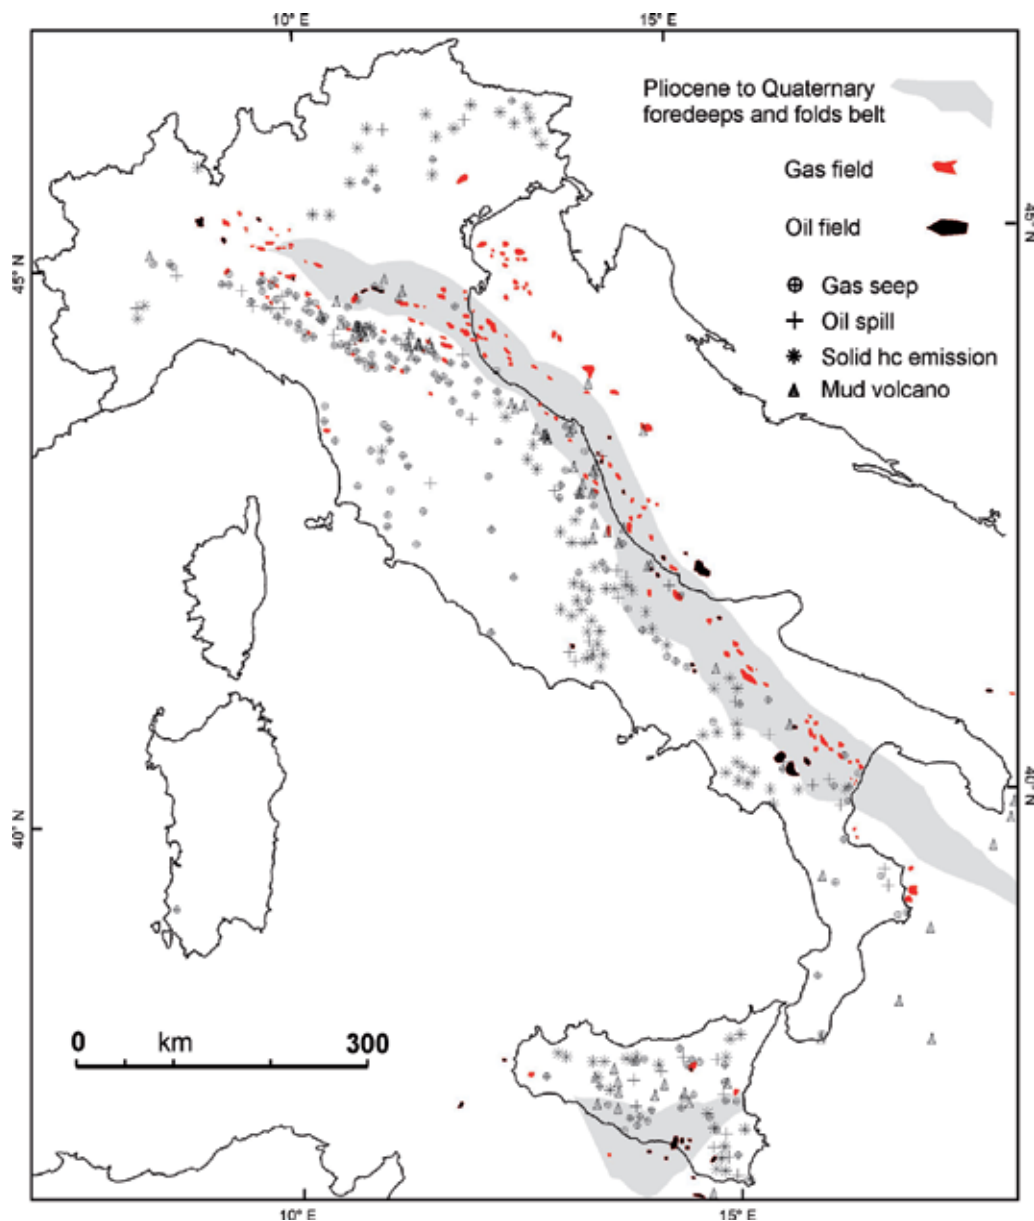 10° E
15° E
Pliocene to Quaternary
foredeeps and folds belt
Gas field
Oil field
45° N
45° N
Gas seep
Oil spill
Solid hc emission
Mud volcano
40° N
40° N
0 km 300
10° E
15° E